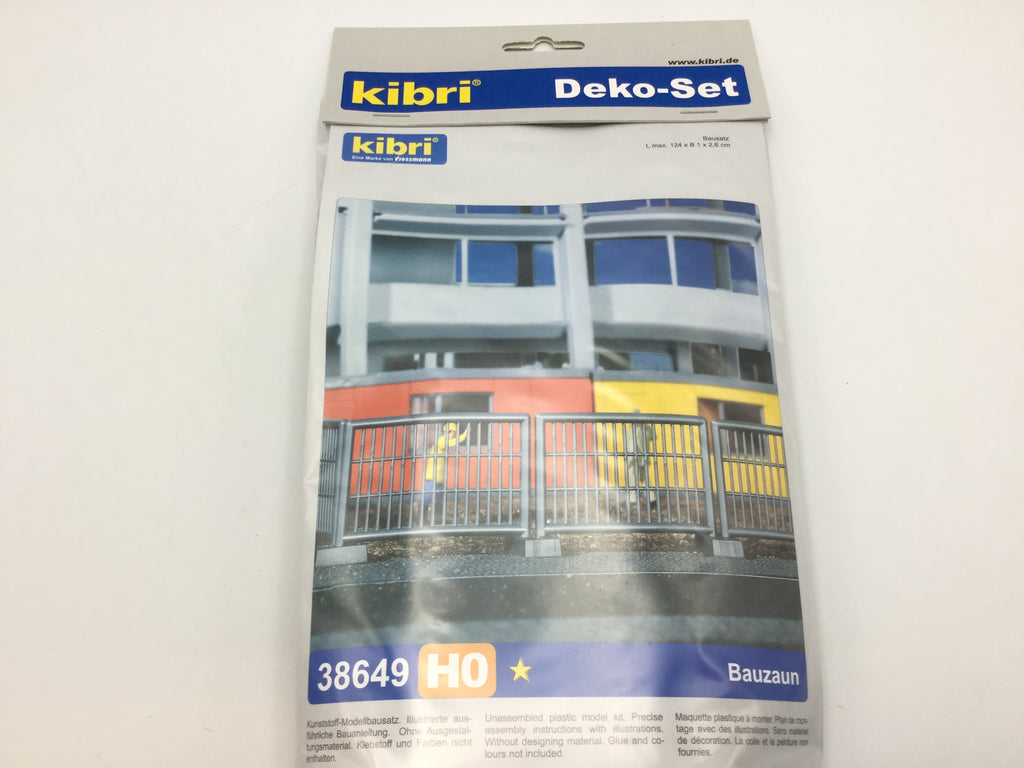 www.kibri.de
kibri® Deko-Set
kibri®
Eine Marke von Viessmann
Bausatz
L max. 124 x B 1 x 2,8 cm
38649 H0 Bauzaun
Kunststoff-Modellbausatz. Illustrierte aus-
führliche Bauanleitung. Ohne Ausgestal-
tungsmaterial. Klebstoff und Farben nicht
enthalten.
Unassembled plastic model kit. Precise
assembly instructions with illustrations.
Without designing material. Glue and co-
lours not included.
Maquette plastique à monter. Plan de mon-
tage avec des illustrations. Sans matériel
de décoration. La colle et la peinture non
fournies.